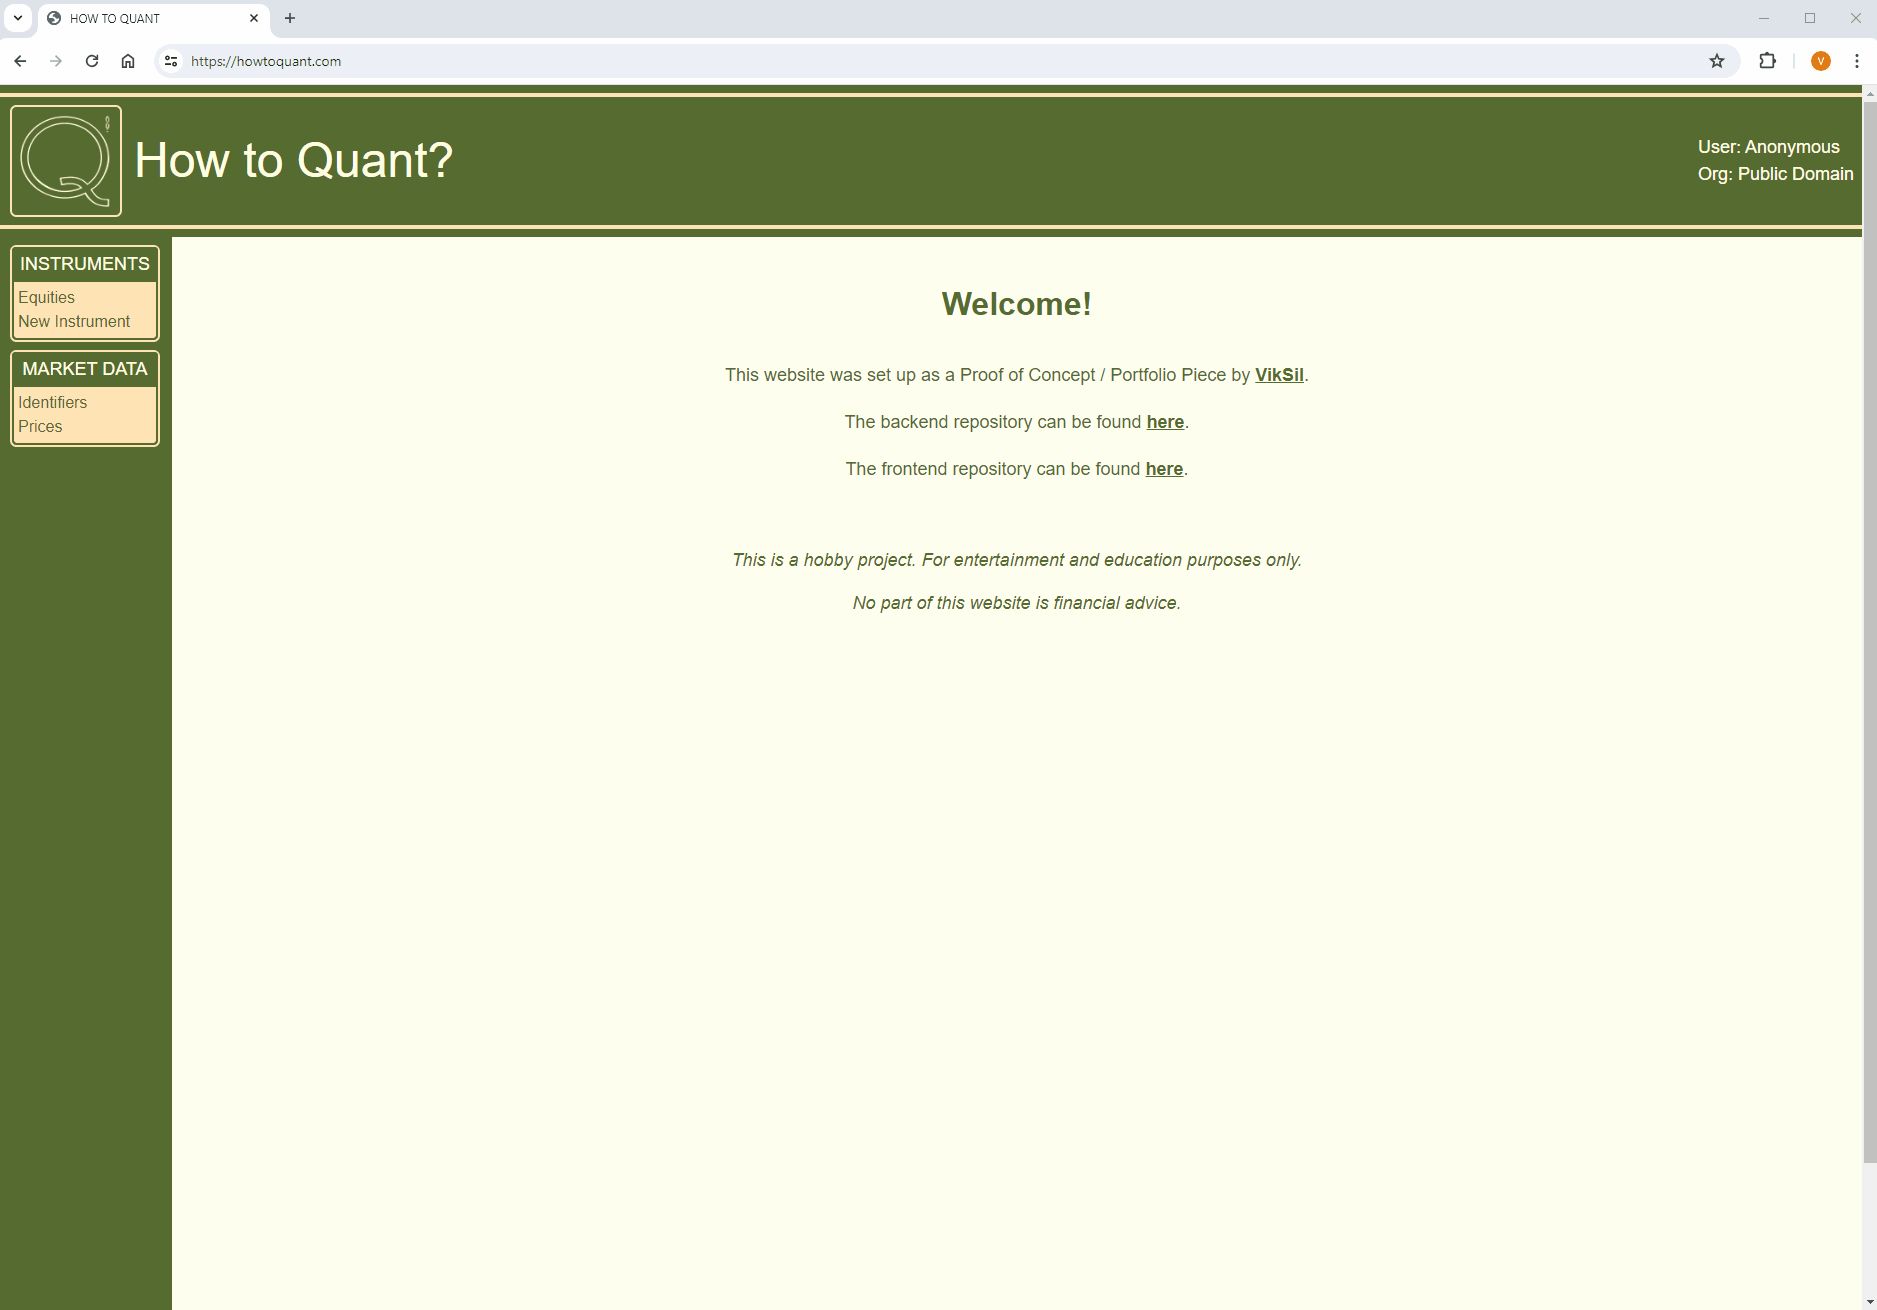 HOW TO QUANT
https://howtoquant.com
V
Q
How to Quant?
User: Anonymous
Org: Public Domain
INSTRUMENTS
Equities
New Instrument
MARKET DATA
Identifiers
Prices
Welcome!
This website was set up as a Proof of Concept / Portfolio Piece by VikSil.
The backend repository can be found here.
The frontend repository can be found here.
This is a hobby project. For entertainment and education purposes only.
No part of this website is financial advice.